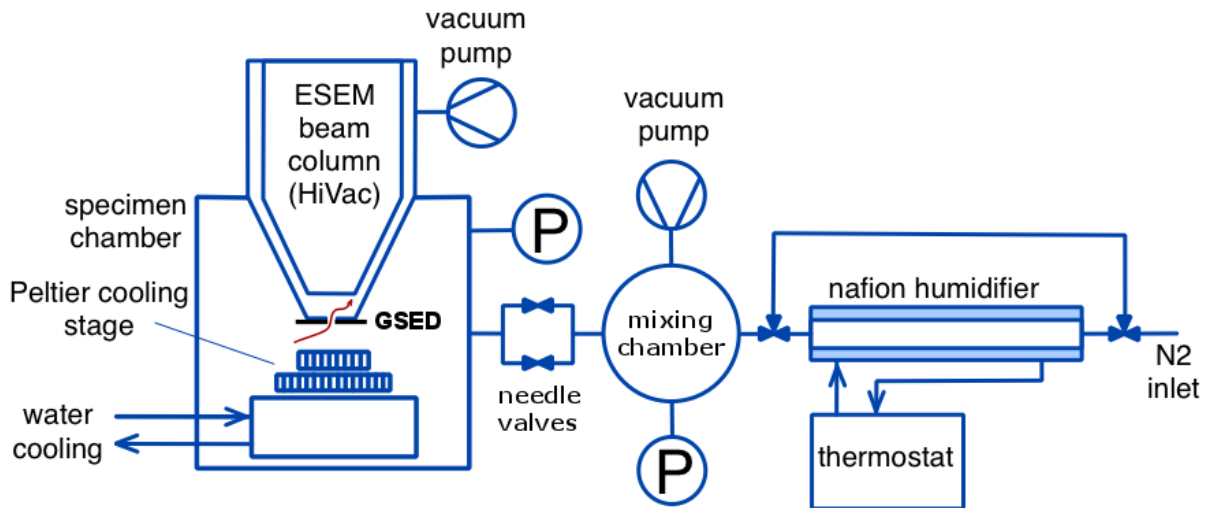 vacuum
pump
ESEM
beam
column
(HiVac)
vacuum
pump
specimen
chamber
P
Peltier cooling
stage
GSED
nafion humidifier
mixing
chamber
N2
inlet
needle
valves
water
cooling
P
thermostat